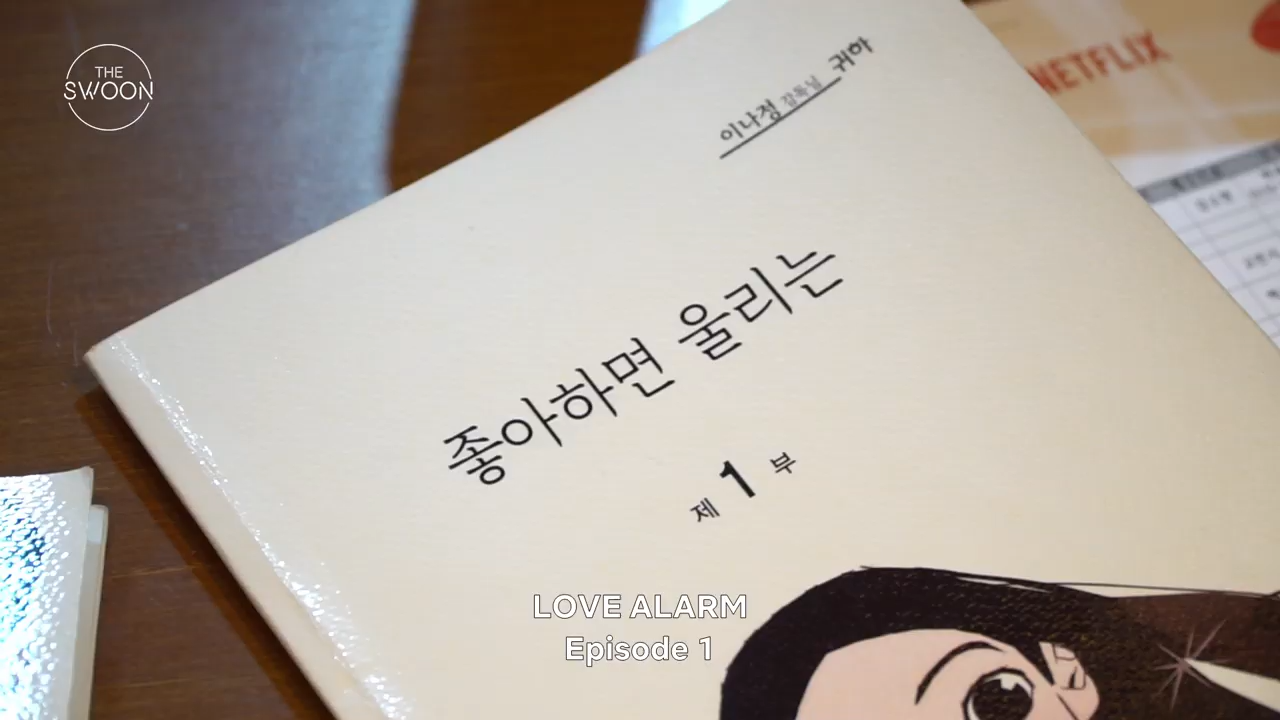 THE
SWOON
이나정 감독님 귀하
NETFLIX
좋아하면 울리는
제 1 부
LOVE ALARM
Episode 1